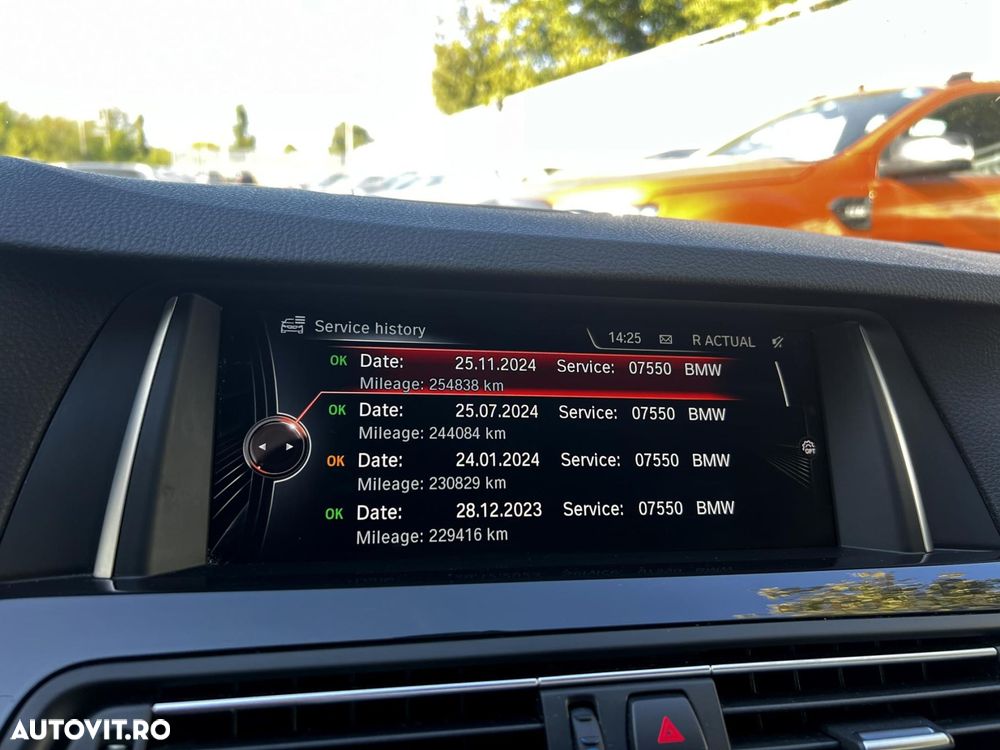 Service history
14:25 R ACTUAL
OK Date: 25.11.2024 Service: 07550 BMW
Mileage: 254838 km
OK Date: 25.07.2024 Service: 07550 BMW
Mileage: 244084 km
OK Date: 24.01.2024 Service: 07550 BMW
Mileage: 230829 km
OK Date: 28.12.2023 Service: 07550 BMW
Mileage: 229416 km
AUTOVIT.RO